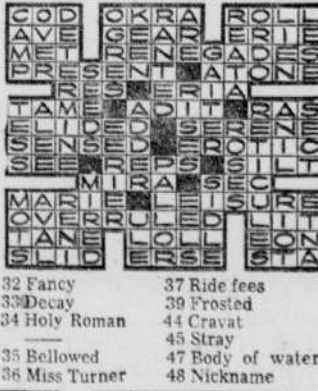 COD OKRA ROLL
AVE GEAR ERIE
MET RENEGADES
PRESENT ATONE
RES ERIA
TAME ADIT RAS
ELIDED SERENE
SENSED EROTIC
SEE REPS SILT
MIRA SEC
MARIE LEISURE
OVERRULED LIT
TANE LOLL EON
SLID ERSE STA
32 Fancy
33 Decay
34 Holy Roman
——
35 Bellowed
36 Miss Turner
37 Ride fees
39 Frosted
44 Cravat
45 Stray
47 Body of water
48 Nickname